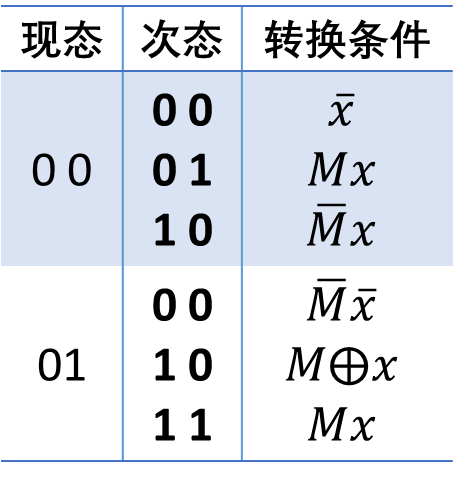 现态 次态 转换条件
0 0 x̄
0 0 0 1 Mx
1 0 M̅x
0 0 M̅x̄
01 1 0 M⊕x
1 1 Mx